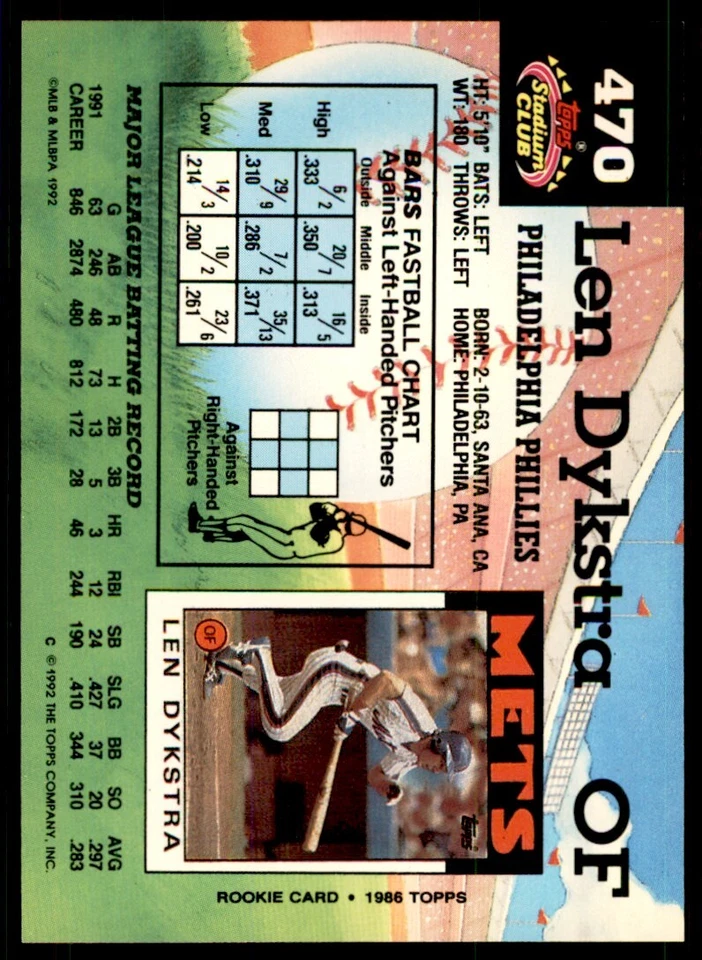 470
Topps®
Stadium
CLUB
Len Dykstra OF
PHILADELPHIA PHILLIES
HT: 5'10" BATS: LEFT BORN: 2-10-63, SANTA ANA, CA
WT: 180 THROWS: LEFT HOME: PHILADELPHIA, PA
BARS FASTBALL CHART
Against Left-Handed Pitchers
Outside Middle Inside
High 6/2 .333 20/7 .350 16/5 .313
Med 29/9 .310 7/2 .286 35/13 .371
Low 14/3 .214 10/2 .200 23/6 .261
Against
Right-Handed
Pitchers
METS
Topps
OF
LEN DYKSTRA
ROOKIE CARD • 1986 TOPPS
MAJOR LEAGUE BATTING RECORD
G AB R H 2B 3B HR RBI SB SLG BB SO AVG
1991 63 246 48 73 13 5 3 12 24 .427 37 20 .297
CAREER 846 2874 480 812 172 28 46 244 190 .410 344 310 .283
©MLB & MLBPA 1992
C © 1992 THE TOPPS COMPANY, INC.